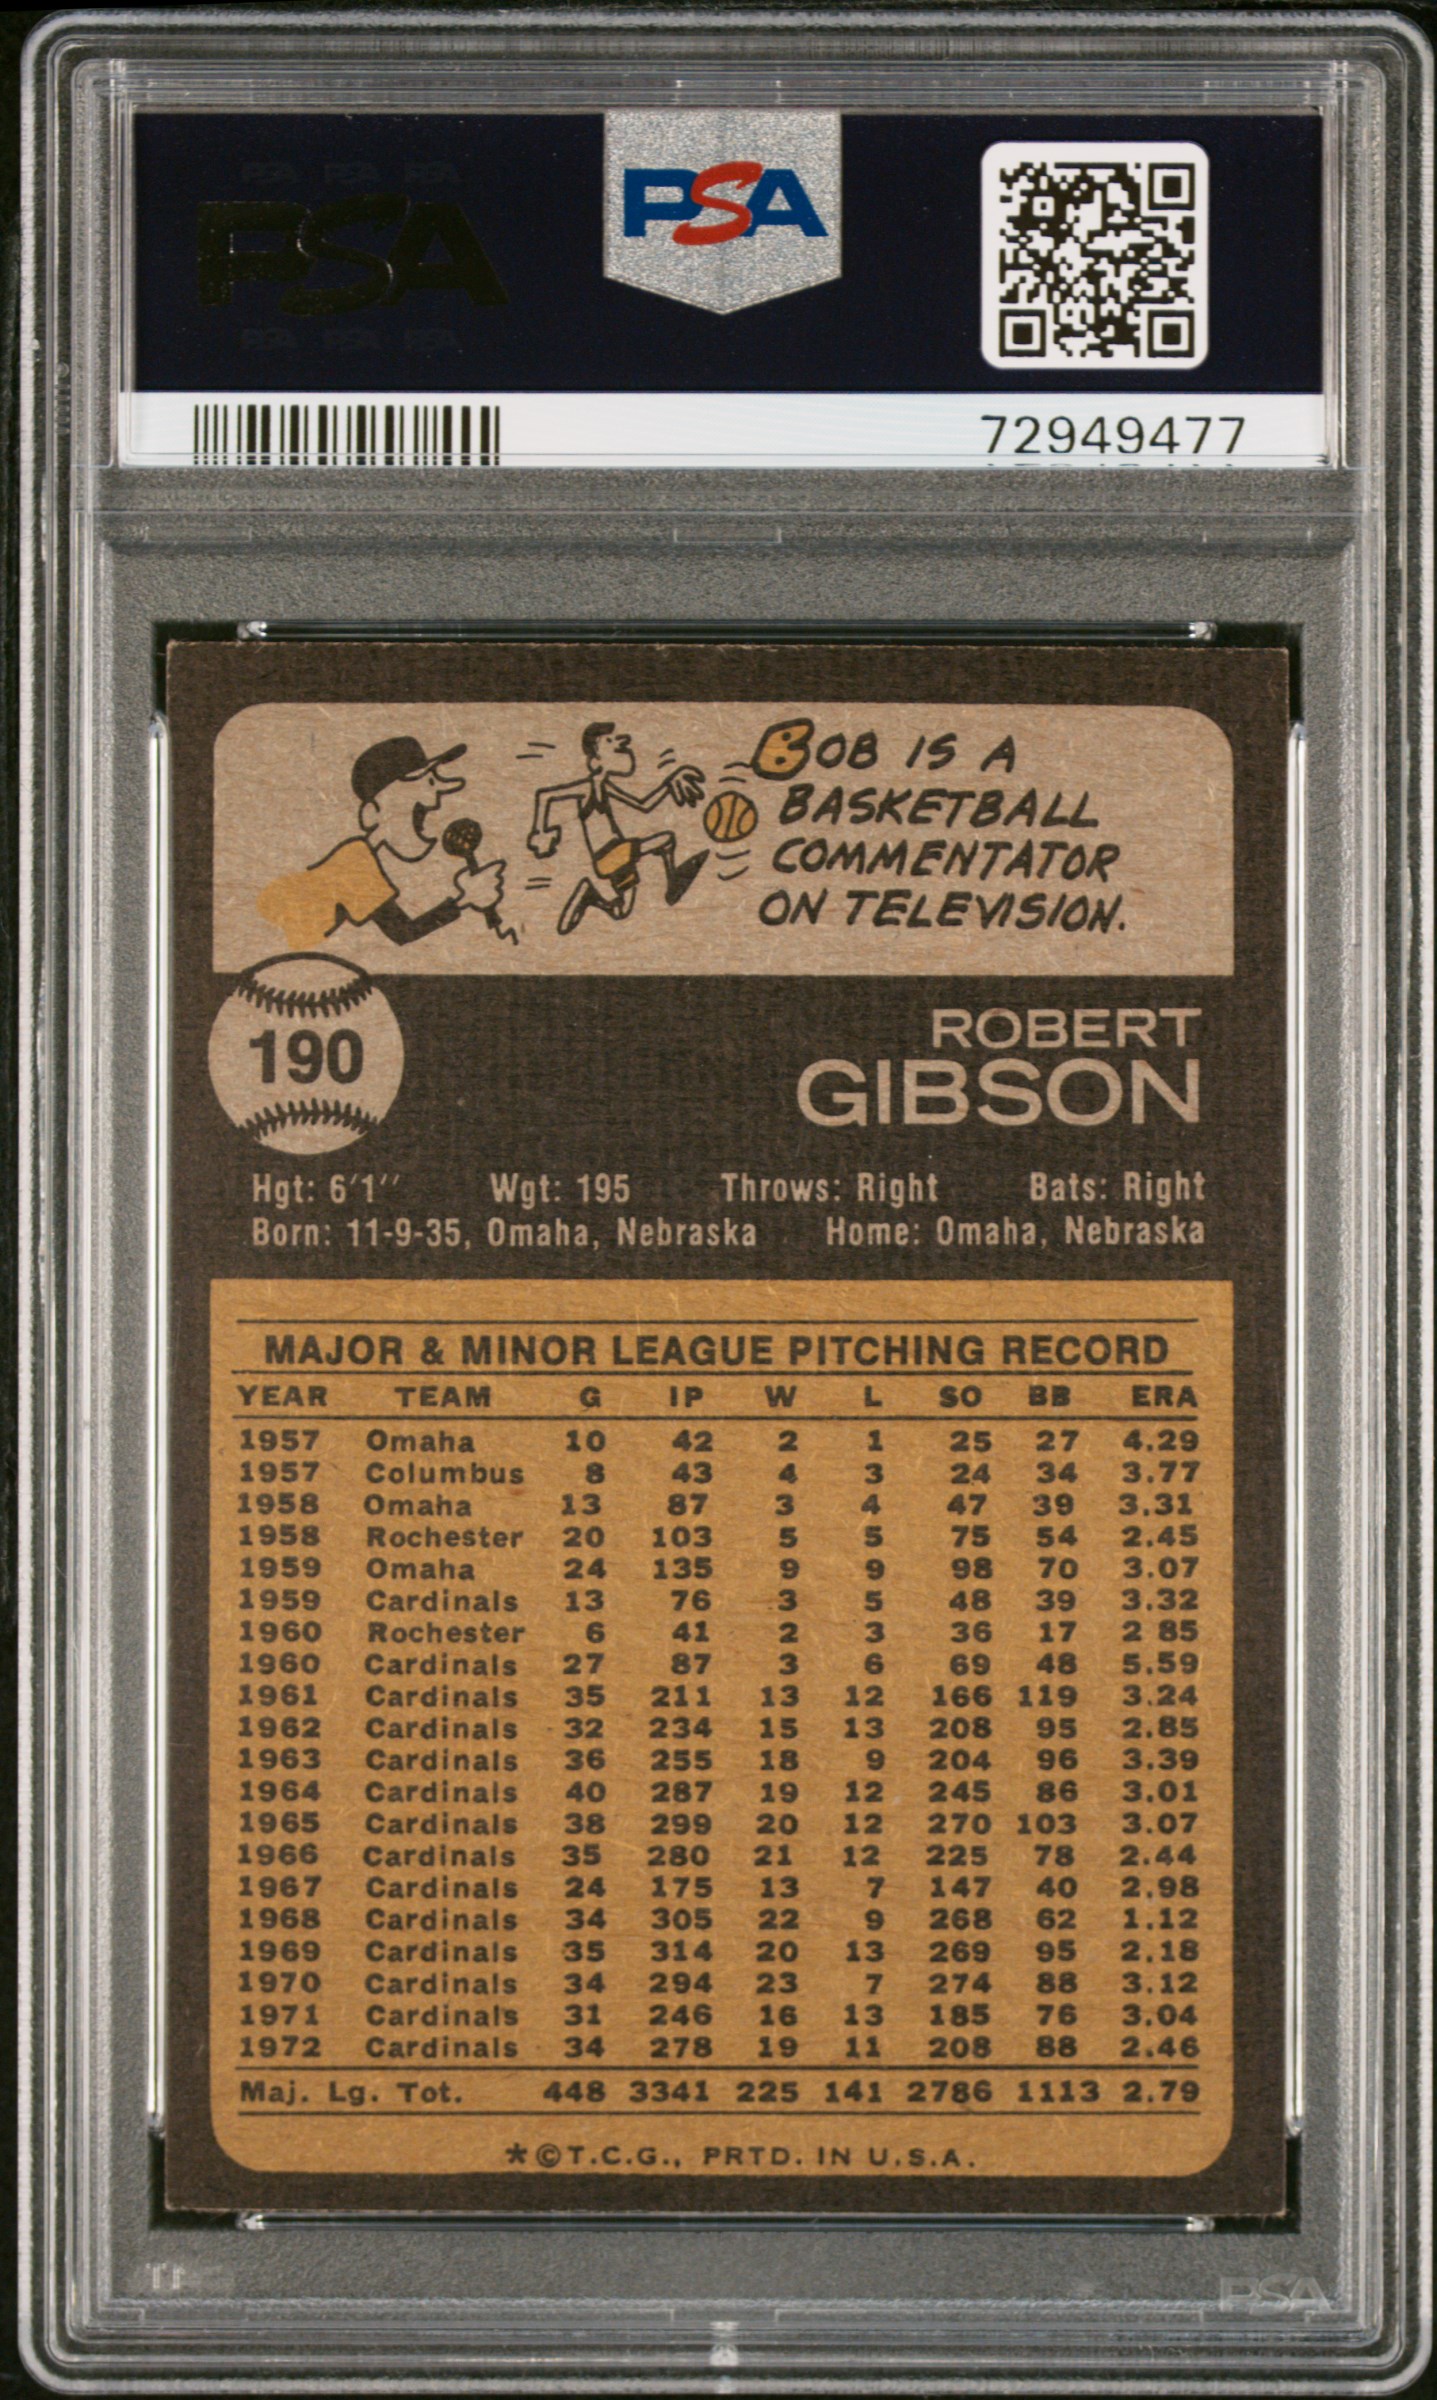 PSA PSA PSA
PSA
PSA PSA PSA
PSA
72949477
BOB IS A
BASKETBALL
COMMENTATOR
ON TELEVISION.
190
ROBERT
GIBSON
Hgt: 6'1" Wgt: 195 Throws: Right Bats: Right
Born: 11-9-35, Omaha, Nebraska Home: Omaha, Nebraska
MAJOR & MINOR LEAGUE PITCHING RECORD
YEAR TEAM G IP W L SO BB ERA
1957 Omaha 10 42 2 1 25 27 4.29
1957 Columbus 8 43 4 3 24 34 3.77
1958 Omaha 13 87 3 4 47 39 3.31
1958 Rochester 20 103 5 5 75 54 2.45
1959 Omaha 24 135 9 9 98 70 3.07
1959 Cardinals 13 76 3 5 48 39 3.32
1960 Rochester 6 41 2 3 36 17 2 85
1960 Cardinals 27 87 3 6 69 48 5.59
1961 Cardinals 35 211 13 12 166 119 3.24
1962 Cardinals 32 234 15 13 208 95 2.85
1963 Cardinals 36 255 18 9 204 96 3.39
1964 Cardinals 40 287 19 12 245 86 3.01
1965 Cardinals 38 299 20 12 270 103 3.07
1966 Cardinals 35 280 21 12 225 78 2.44
1967 Cardinals 24 175 13 7 147 40 2.98
1968 Cardinals 34 305 22 9 268 62 1.12
1969 Cardinals 35 314 20 13 269 95 2.18
1970 Cardinals 34 294 23 7 274 88 3.12
1971 Cardinals 31 246 16 13 185 76 3.04
1972 Cardinals 34 278 19 11 208 88 2.46
Maj. Lg. Tot. 448 3341 225 141 2786 1113 2.79
*©T.C.G., PRTD. IN U.S.A.
PSA